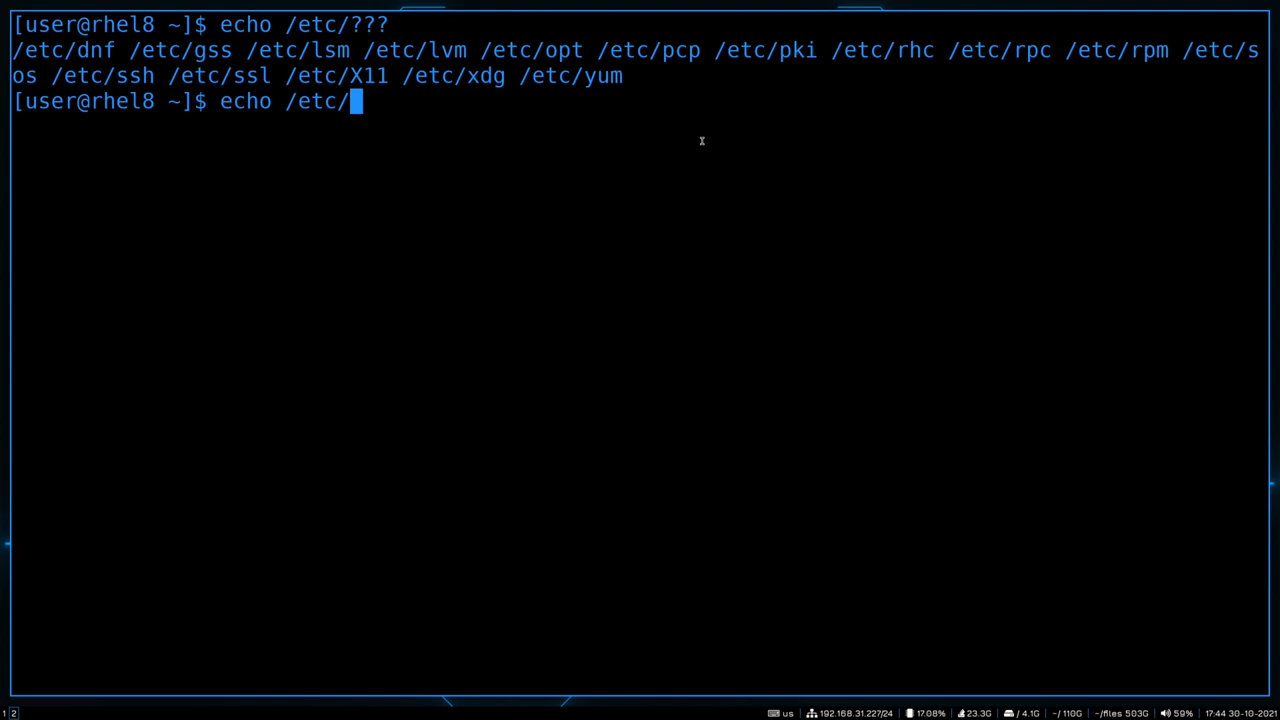 [user@rhel8 ~]$ echo /etc/???
/etc/dnf /etc/gss /etc/lsm /etc/lvm /etc/opt /etc/pcp /etc/pki /etc/rhc /etc/rpc /etc/rpm /etc/s
os /etc/ssh /etc/ssl /etc/X11 /etc/xdg /etc/yum
[user@rhel8 ~]$ echo /etc/
1 2 us 192.168.31.227/24 17.08% 23.3G / 4.1G ~/ 110G ~/files 503G 59% 17:44 30-10-2021